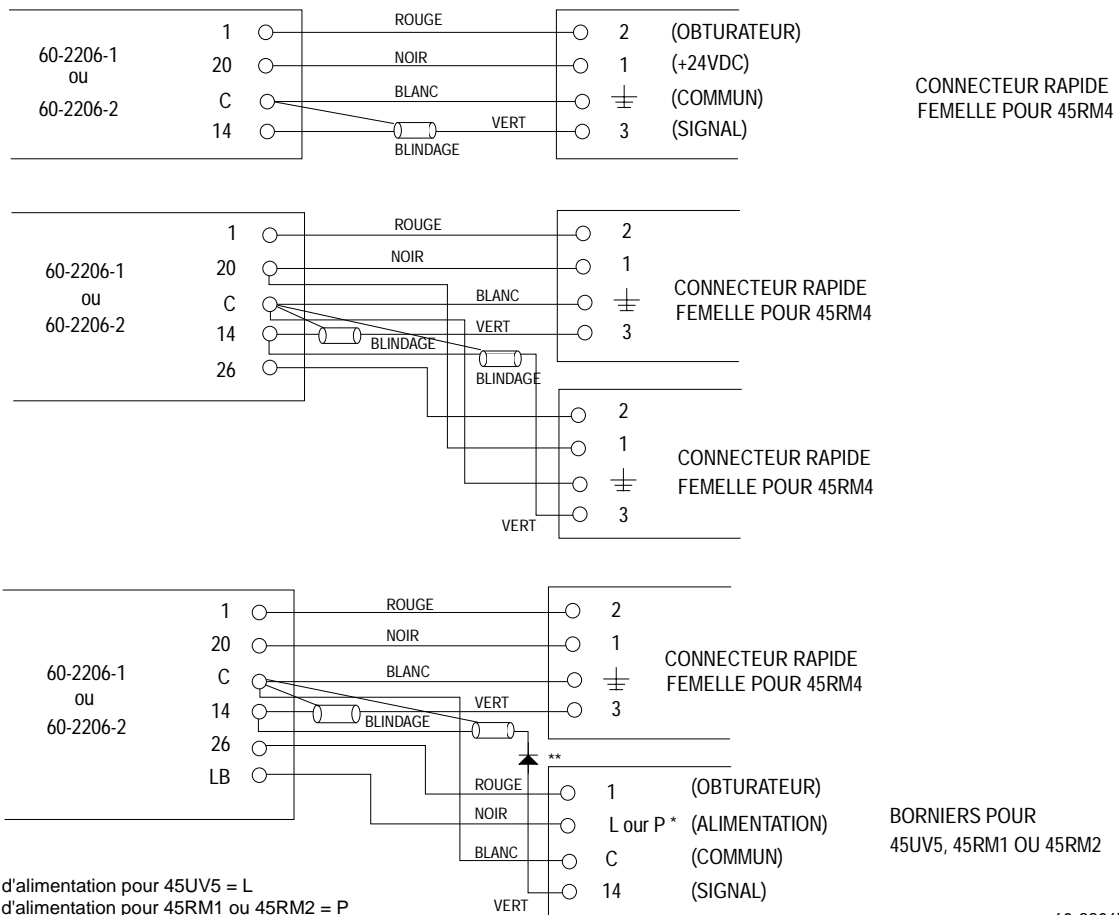 ROUGE
1
2 (OBTURATEUR)
60-2206-1
ou
60-2206-2
20
NOIR
1 (+24VDC)
C
BLANC
(COMMUN)
14
VERT
3 (SIGNAL)
BLINDAGE
CONNECTEUR RAPIDE
FEMELLE POUR 45RM4
60-2206-1
ou
60-2206-2
1
ROUGE
2
20
NOIR
1
C
BLANC
14
VERT
3
26
BLINDAGE
BLINDAGE
CONNECTEUR RAPIDE
FEMELLE POUR 45RM4
2
1
3
VERT
CONNECTEUR RAPIDE
FEMELLE POUR 45RM4
60-2206-1
ou
60-2206-2
1
ROUGE
2
20
NOIR
1
C
BLANC
14
VERT
3
BLINDAGE
26
LB
CONNECTEUR RAPIDE
FEMELLE POUR 45RM4
**
ROUGE
1 (OBTURATEUR)
NOIR
L our P * (ALIMENTATION)
BLANC
C (COMMUN)
VERT
14 (SIGNAL)
BORNIERS POUR
45UV5, 45RM1 OU 45RM2
d'alimentation pour 45UV5 = L
d'alimentation pour 45RM1 ou 45RM2 = P